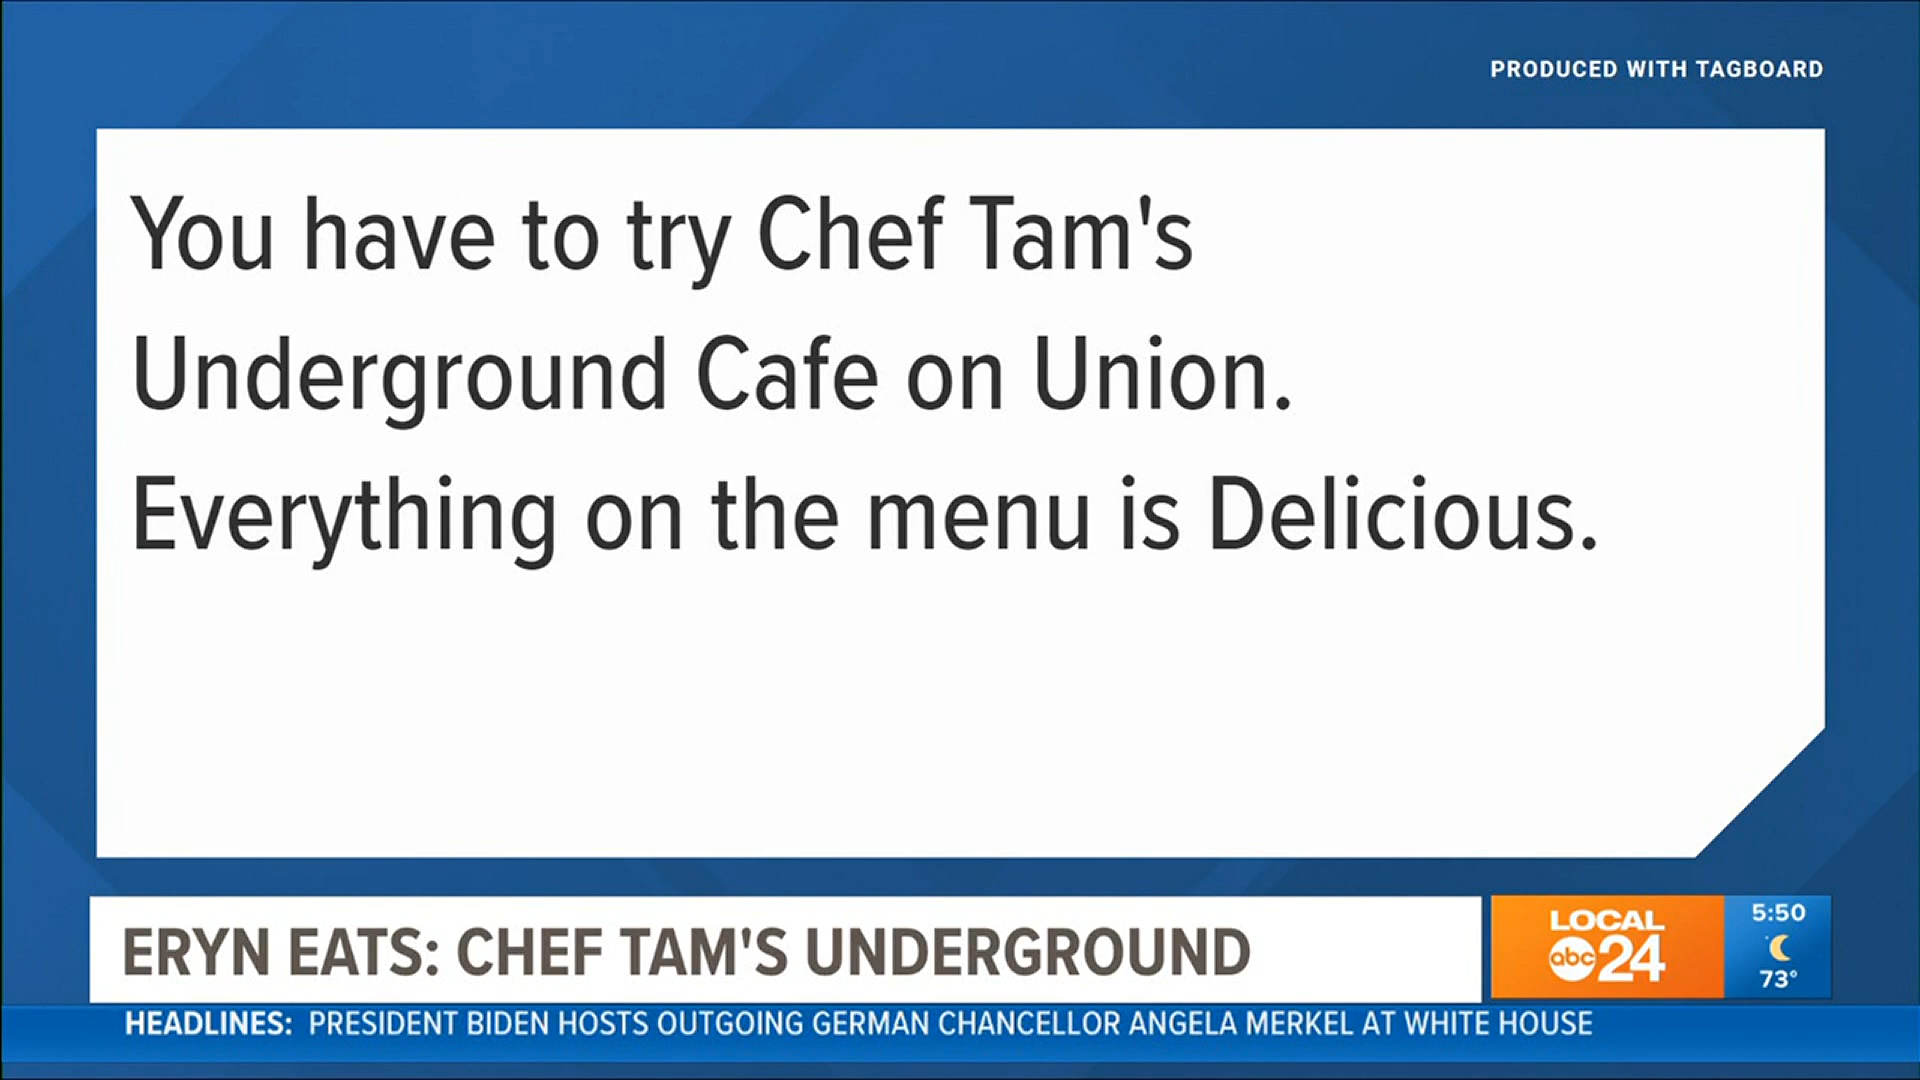 PRODUCED WITH TAGBOARD
You have to try Chef Tam's
Underground Cafe on Union.
Everything on the menu is Delicious.
ERYN EATS: CHEF TAM'S UNDERGROUND
LOCAL
abc 24
5:50
73°
HEADLINES: PRESIDENT BIDEN HOSTS OUTGOING GERMAN CHANCELLOR ANGELA MERKEL AT WHITE HOUSE